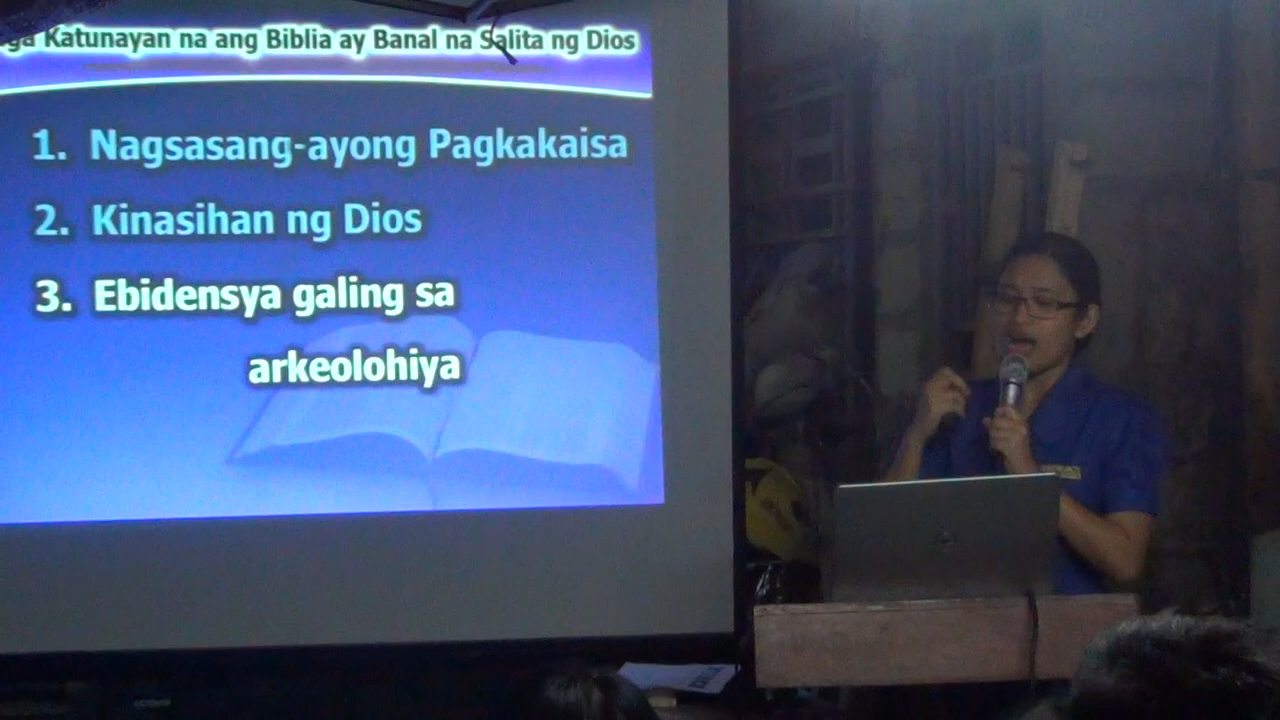 Katunayan na ang Biblia ay Banal na Salita ng Dios
1. Nagsasang-ayong Pagkakaisa
2. Kinasihan ng Dios
3. Ebidensya galing sa
arkeolohiya